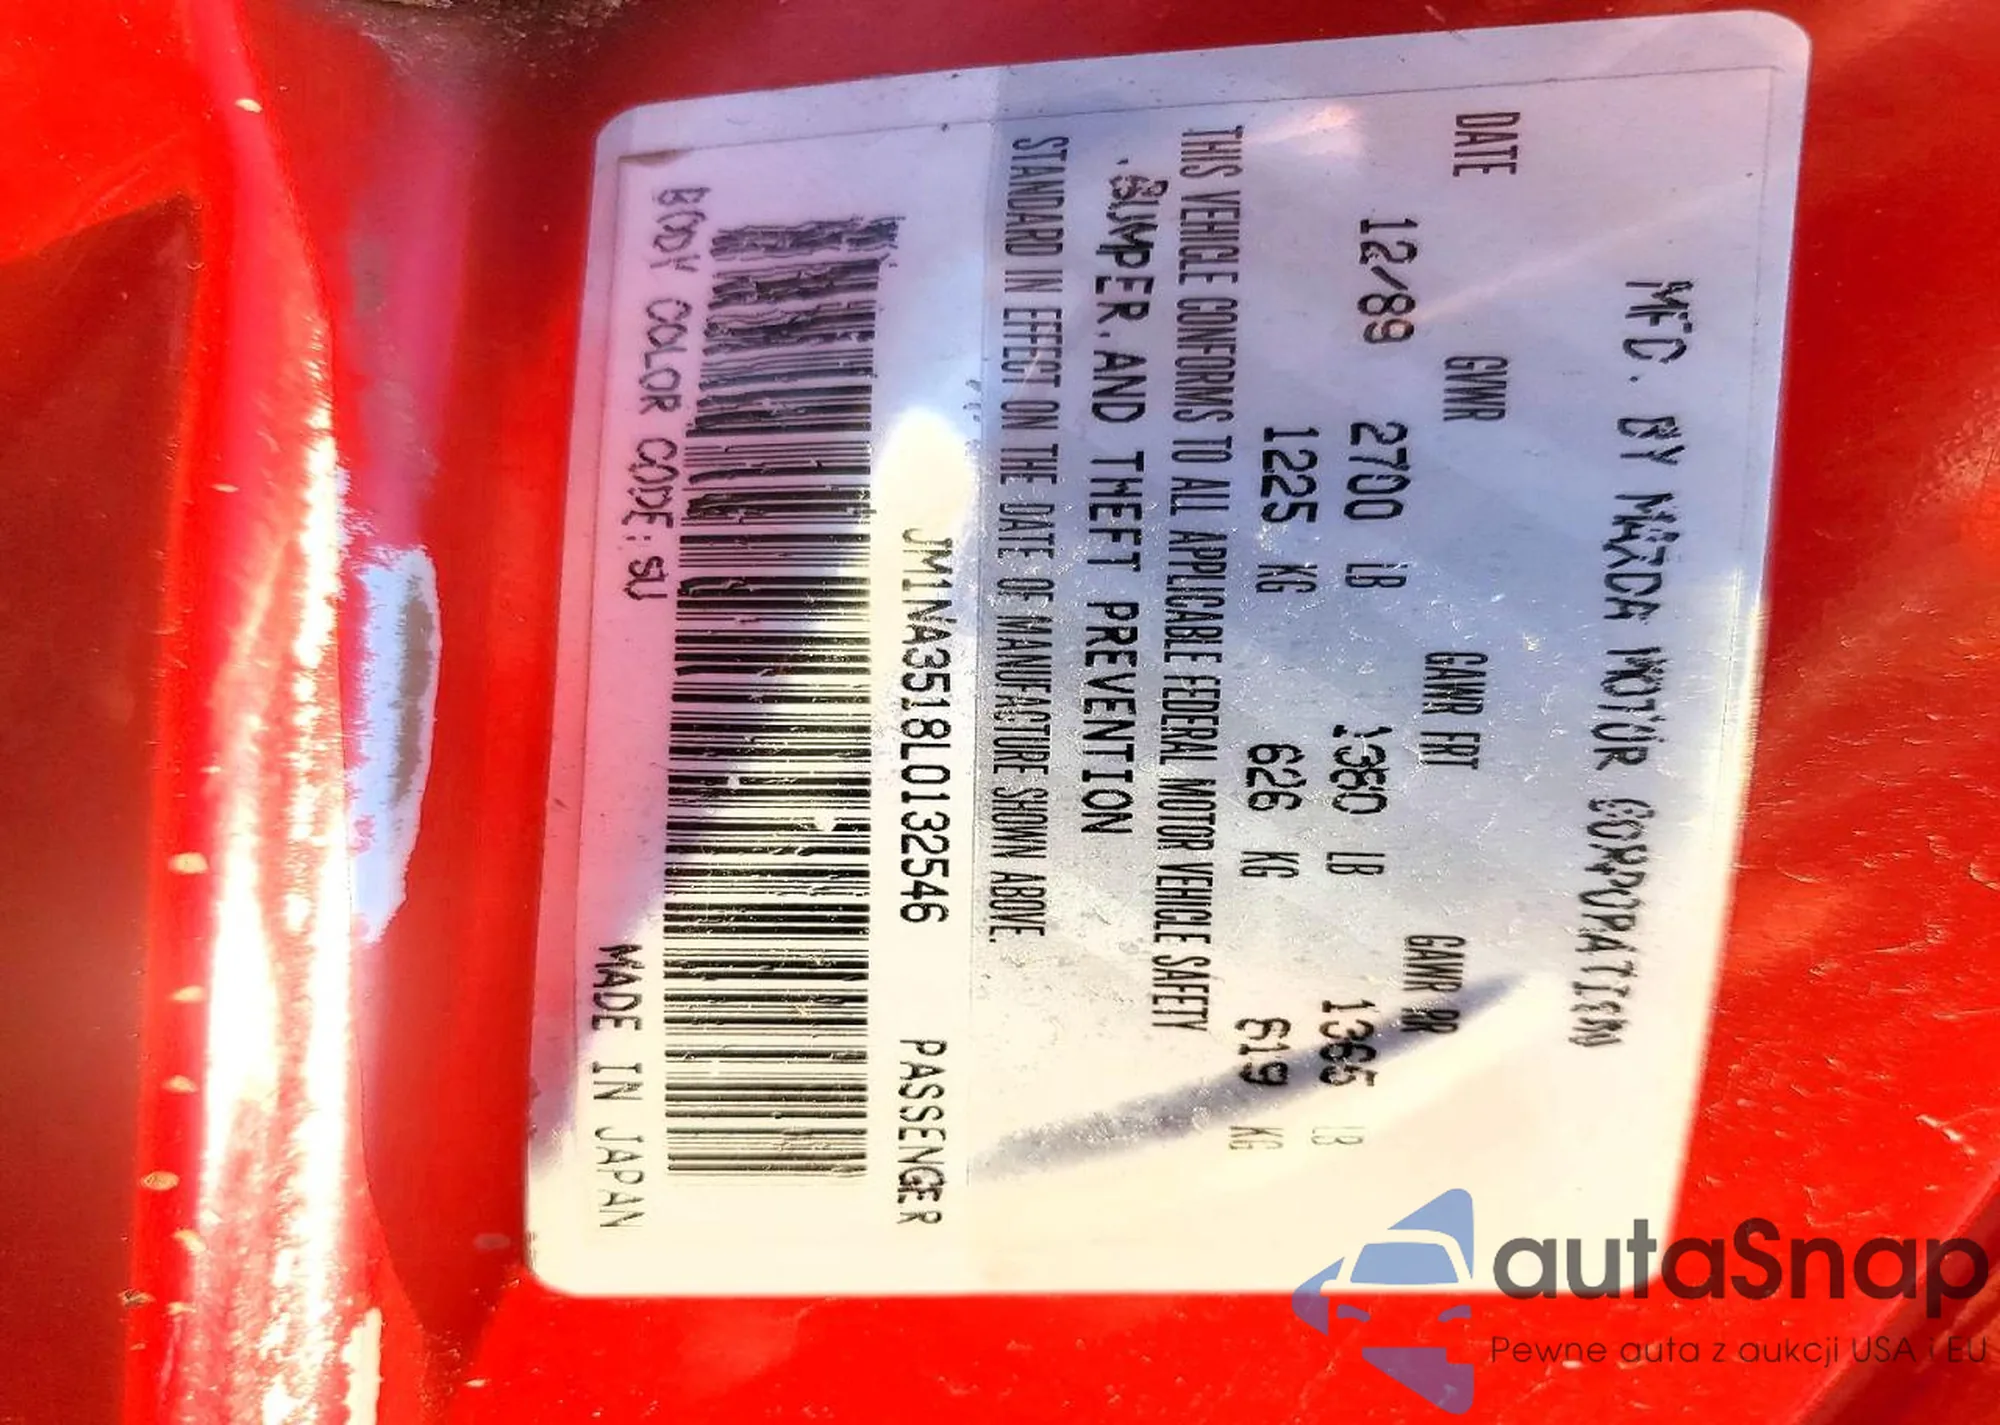 MFD. BY MAZDA MOTOR CORPORATION
DATE GVWR GAWR FRT GAWR RR
12/89 2700 LB 1380 LB 1365 LB
1225 KG 626 KG 619 KG
THIS VEHICLE CONFORMS TO ALL APPLICABLE FEDERAL MOTOR VEHICLE SAFETY
,BUMPER,AND THEFT PREVENTION
STANDARD IN EFFECT ON THE DATE OF MANUFACTURE SHOWN ABOVE.
JM1NA3518L0132546 PASSENGER
BODY COLOR CODE: SU MADE IN JAPAN
autaSnap
Pewne auta z aukcji USA i EU